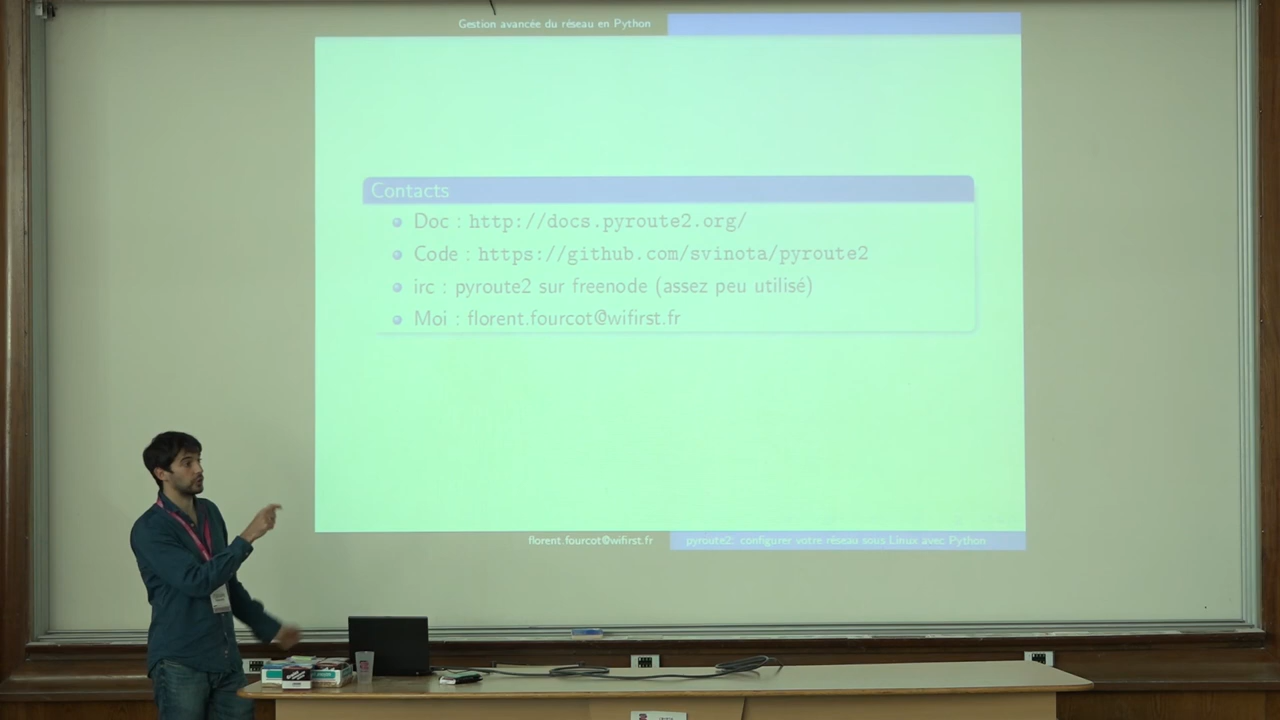 Gestion avancée du réseau en Python
Contacts
Doc : http://docs.pyroute2.org/
Code : https://github.com/svinota/pyroute2
irc : pyroute2 sur freenode (assez peu utilisé)
Moi : florent.fourcot@wifirst.fr
florent.fourcot@wifirst.fr
pyroute2: configurer votre réseau sous Linux avec Python